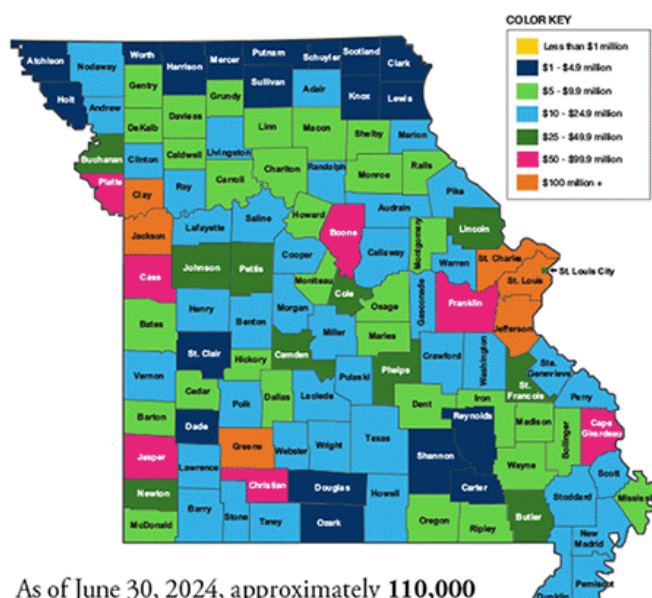 COLOR KEY
Less than $1 million
$1 - $4.9 million
$5 - $9.9 million
$10 - $24.9 million
$25 - $49.9 million
$50 - $99.9 million
$100 million +
Atchison
Nodaway
Worth
Harrison
Mercer
Putnam
Schuyler
Scotland
Clark
Holt
Andrew
Gentry
Grundy
Sullivan
Adair
Knox
Lewis
DeKalb
Daviess
Linn
Macon
Shelby
Marion
Buchanan
Clinton
Caldwell
Livingston
Chariton
Randolph
Monroe
Ralls
Platte
Clay
Ray
Carroll
Pike
Jackson
Lafayette
Saline
Howard
Boone
Audrain
Callaway
Montgomery
Lincoln
Warren
St. Charles
St. Louis City
St. Louis
Cass
Johnson
Pettis
Cooper
Moniteau
Cole
Osage
Gasconade
Franklin
Jefferson
Bates
Henry
Benton
Morgan
Miller
Maries
St. Clair
Hickory
Camden
Phelps
Crawford
Washington
St.
Francois
Ste.
Genevieve
Perry
Vernon
Cedar
Polk
Dallas
Laclede
Pulaski
Dent
Iron
Reynolds
Madison
Bollinger
Cape
Girardeau
Barton
Dade
Greene
Webster
Wright
Texas
Shannon
Wayne
Scott
Jasper
Lawrence
Christian
Douglas
Howell
Carter
Stoddard
Newton
McDonald
Barry
Stone
Taney
Ozark
Oregon
Ripley
Butler
New
Madrid
As of June 30, 2024, approximately 110,000